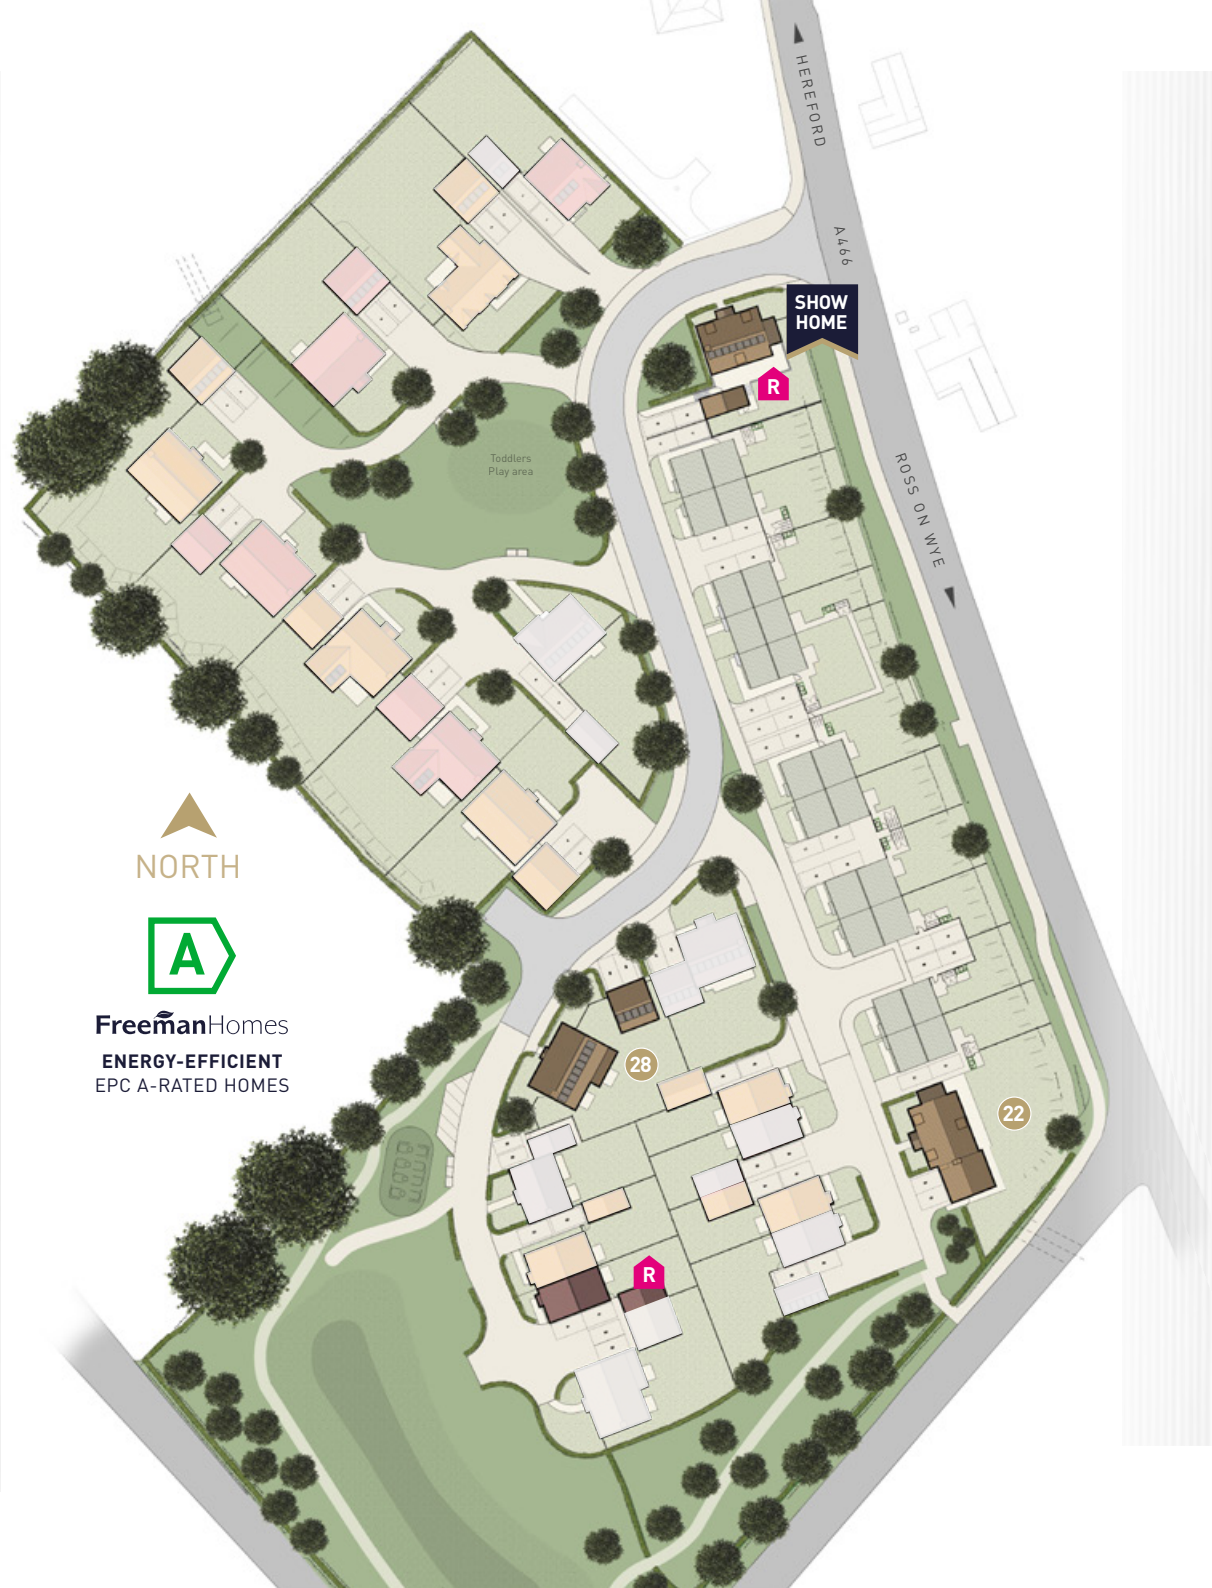 HEREFORD
A466
SHOW
HOME
R
Toddlers
Play area
ROSS ON WYE
NORTH
A
FreemanHomes
ENERGY-EFFICIENT
EPC A-RATED HOMES
28
22
R